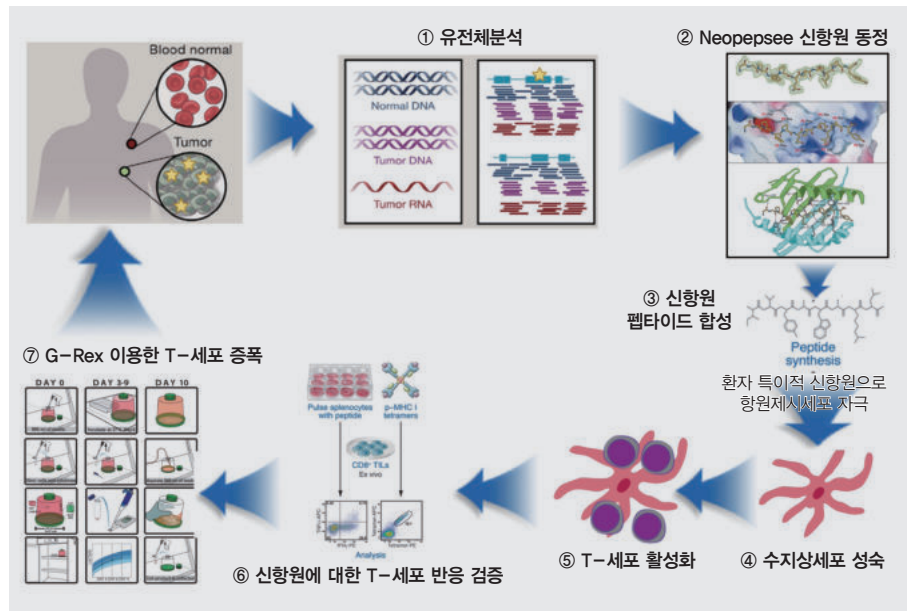 Blood normal
Tumor
① 유전체분석
Normal DNA
Tumor DNA
Tumor RNA
② Neopepsee 신항원 동정
③ 신항원
펩타이드 합성
Peptide
synthesis
환자 특이적 신항원으로
항원제시세포 자극
④ 수지상세포 성숙
⑤ T-세포 활성화
⑥ 신항원에 대한 T-세포 반응 검증
Pulse splenocytes
with peptide
p-MHC I
tetramers
CD8⁺ TILs
Ex vivo
Analysis
⑦ G-Rex 이용한 T-세포 증폭
DAY 0
DAY 3-9
DAY 10